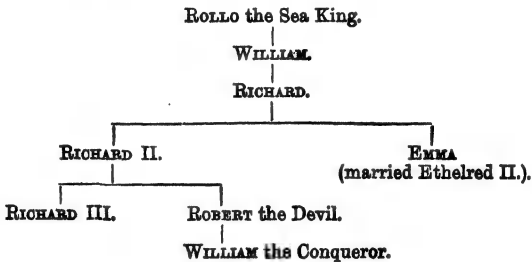 ROLLO the Sea King.
WILLIAM.
RICHARD.
RICHARD II.
EMMA
(married Ethelred II.).
RICHARD III.
ROBERT the Devil.
WILLIAM the Conqueror.